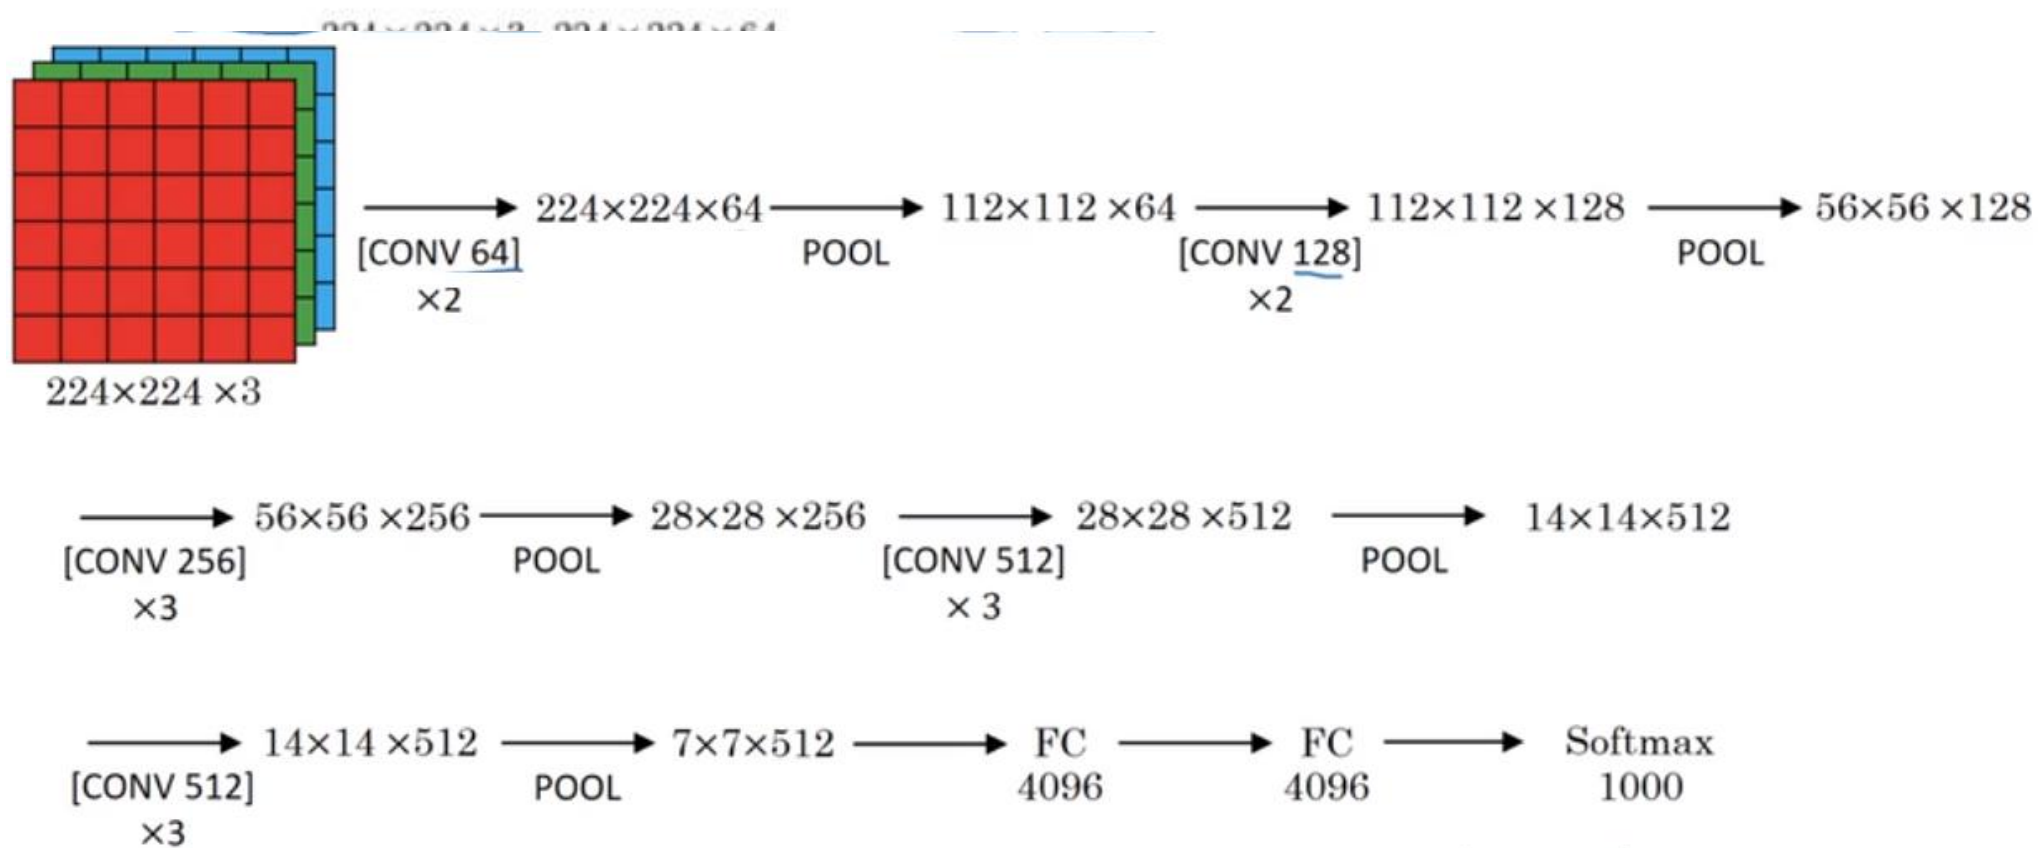 224×224×64
112×112 ×64
112×112 ×128
56×56 ×128
[CONV 64]
×2
POOL
[CONV 128]
×2
POOL
224×224 ×3
56×56 ×256
28×28 ×256
28×28 ×512
14×14×512
[CONV 256]
×3
POOL
[CONV 512]
× 3
POOL
14×14 ×512
7×7×512
FC
4096
FC
4096
Softmax
1000
[CONV 512]
×3
POOL